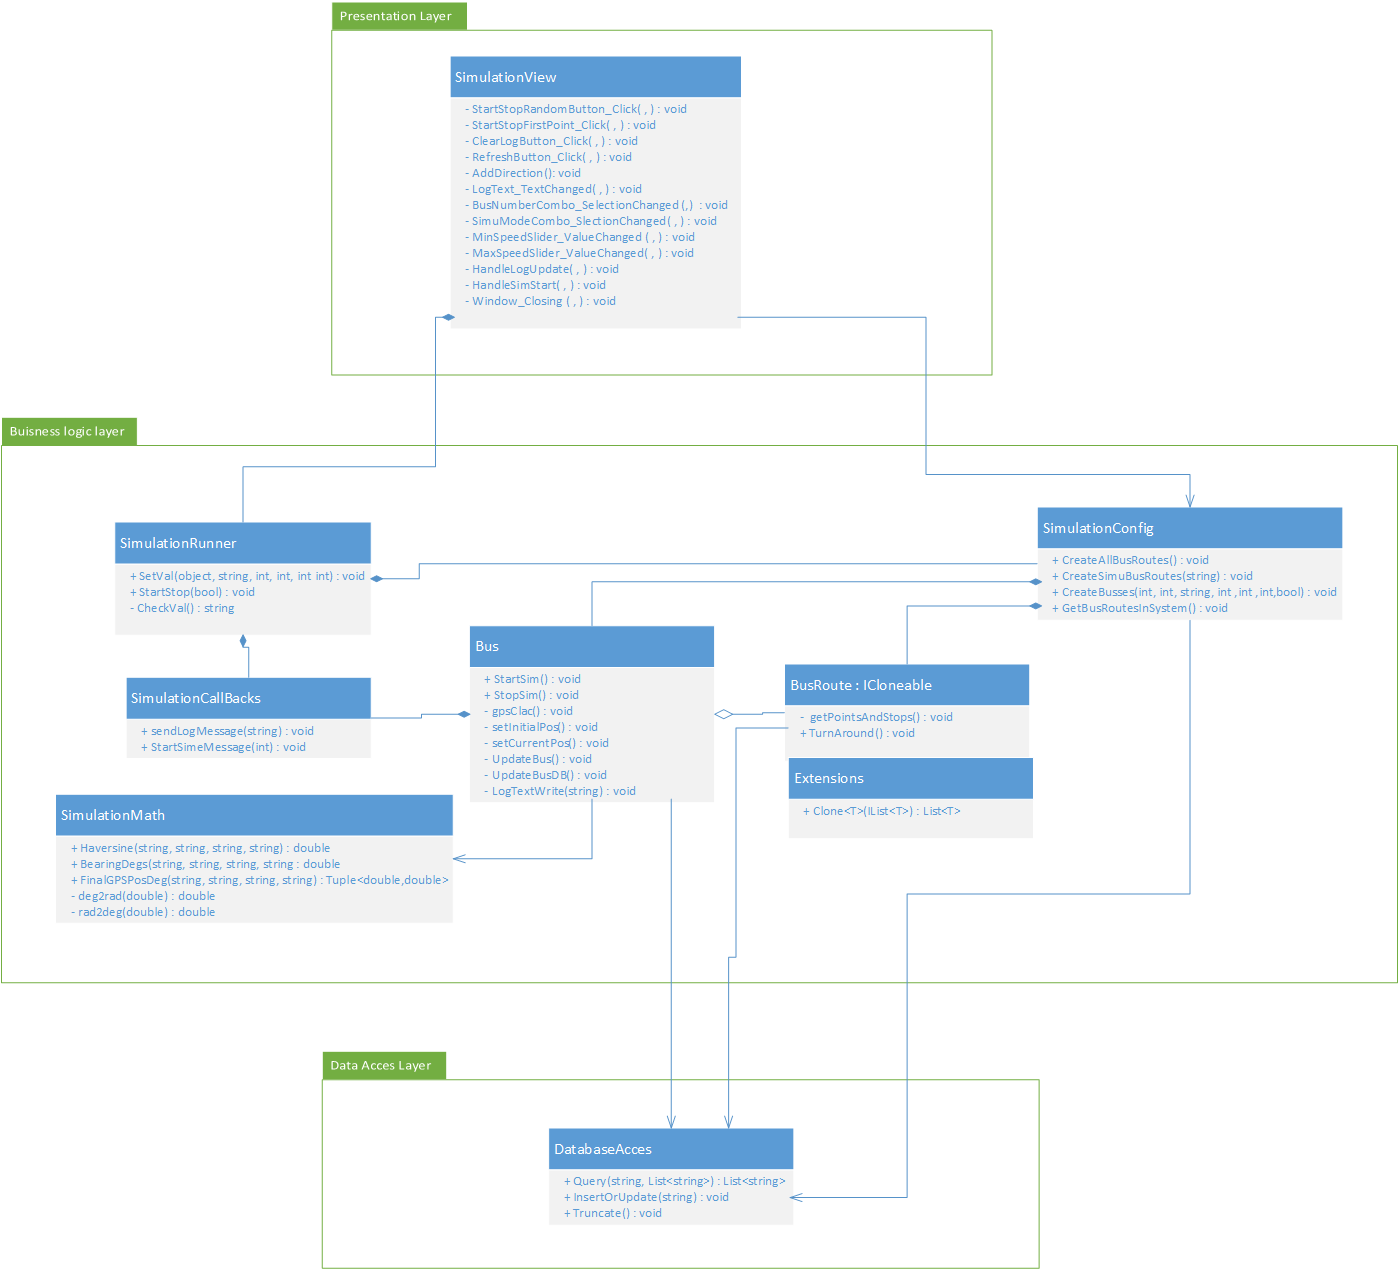 Presentation Layer
SimulationView
- StartStopRandomButton_Click( , ) : void
- StartStopFirstPoint_Click( , ) : void
- ClearLogButton_Click( , ) : void
- RefreshButton_Click( , ) : void
- AddDirection(): void
- LogText_TextChanged( , ) : void
- BusNumberCombo_SelectionChanged (,) : void
- SimuModeCombo_SlectionChanged( , ) : void
- MinSpeedSlider_ValueChanged ( , ) : void
- MaxSpeedSlider_ValueChanged( , ) : void
- HandleLogUpdate( , ) : void
- HandleSimStart( , ) : void
- Window_Closing ( , ) : void
Buisness logic layer
SimulationRunner
+ SetVal(object, string, int, int, int int) : void
+ StartStop(bool) : void
- CheckVal() : string
SimulationConfig
+ CreateAllBusRoutes() : void
+ CreateSimuBusRoutes(string) : void
+ CreateBusses(int, int, string, int ,int ,int,bool) : void
+ GetBusRoutesInSystem() : void
SimulationCallBacks
+ sendLogMessage(string) : void
+ StartSimeMessage(int) : void
Bus
+ StartSim() : void
+ StopSim() : void
- gpsClac() : void
- setInitialPos() : void
- setCurrentPos() : void
- UpdateBus() : void
- UpdateBusDB() : void
- LogTextWrite(string) : void
BusRoute : ICloneable
- getPointsAndStops() : void
+ TurnAround() : void
Extensions
+ Clone<T>(IList<T>) : List<T>
SimulationMath
+ Haversine(string, string, string, string) : double
+ BearingDegs(string, string, string, string : double
+ FinalGPSPosDeg(string, string, string, string) : Tuple<double,double>
- deg2rad(double) : double
- rad2deg(double) : double
Data Acces Layer
DatabaseAcces
+ Query(string, List<string>) : List<string>
+ InsertOrUpdate(string) : void
+ Truncate() : void